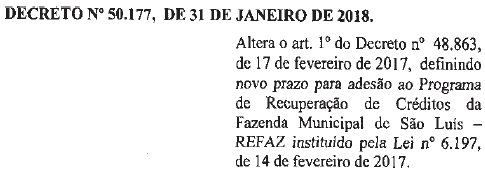 DECRETO Nº 50.177, DE 31 DE JANEIRO DE 2018.
Altera o art. 1º do Decreto nº 48.863,
de 17 de fevereiro de 2017, definindo
novo prazo para adesão ao Programa
de Recuperação de Créditos da
Fazenda Municipal de São Luis –
REFAZ instituído pela Lei nº 6.197,
de 14 de fevereiro de 2017.